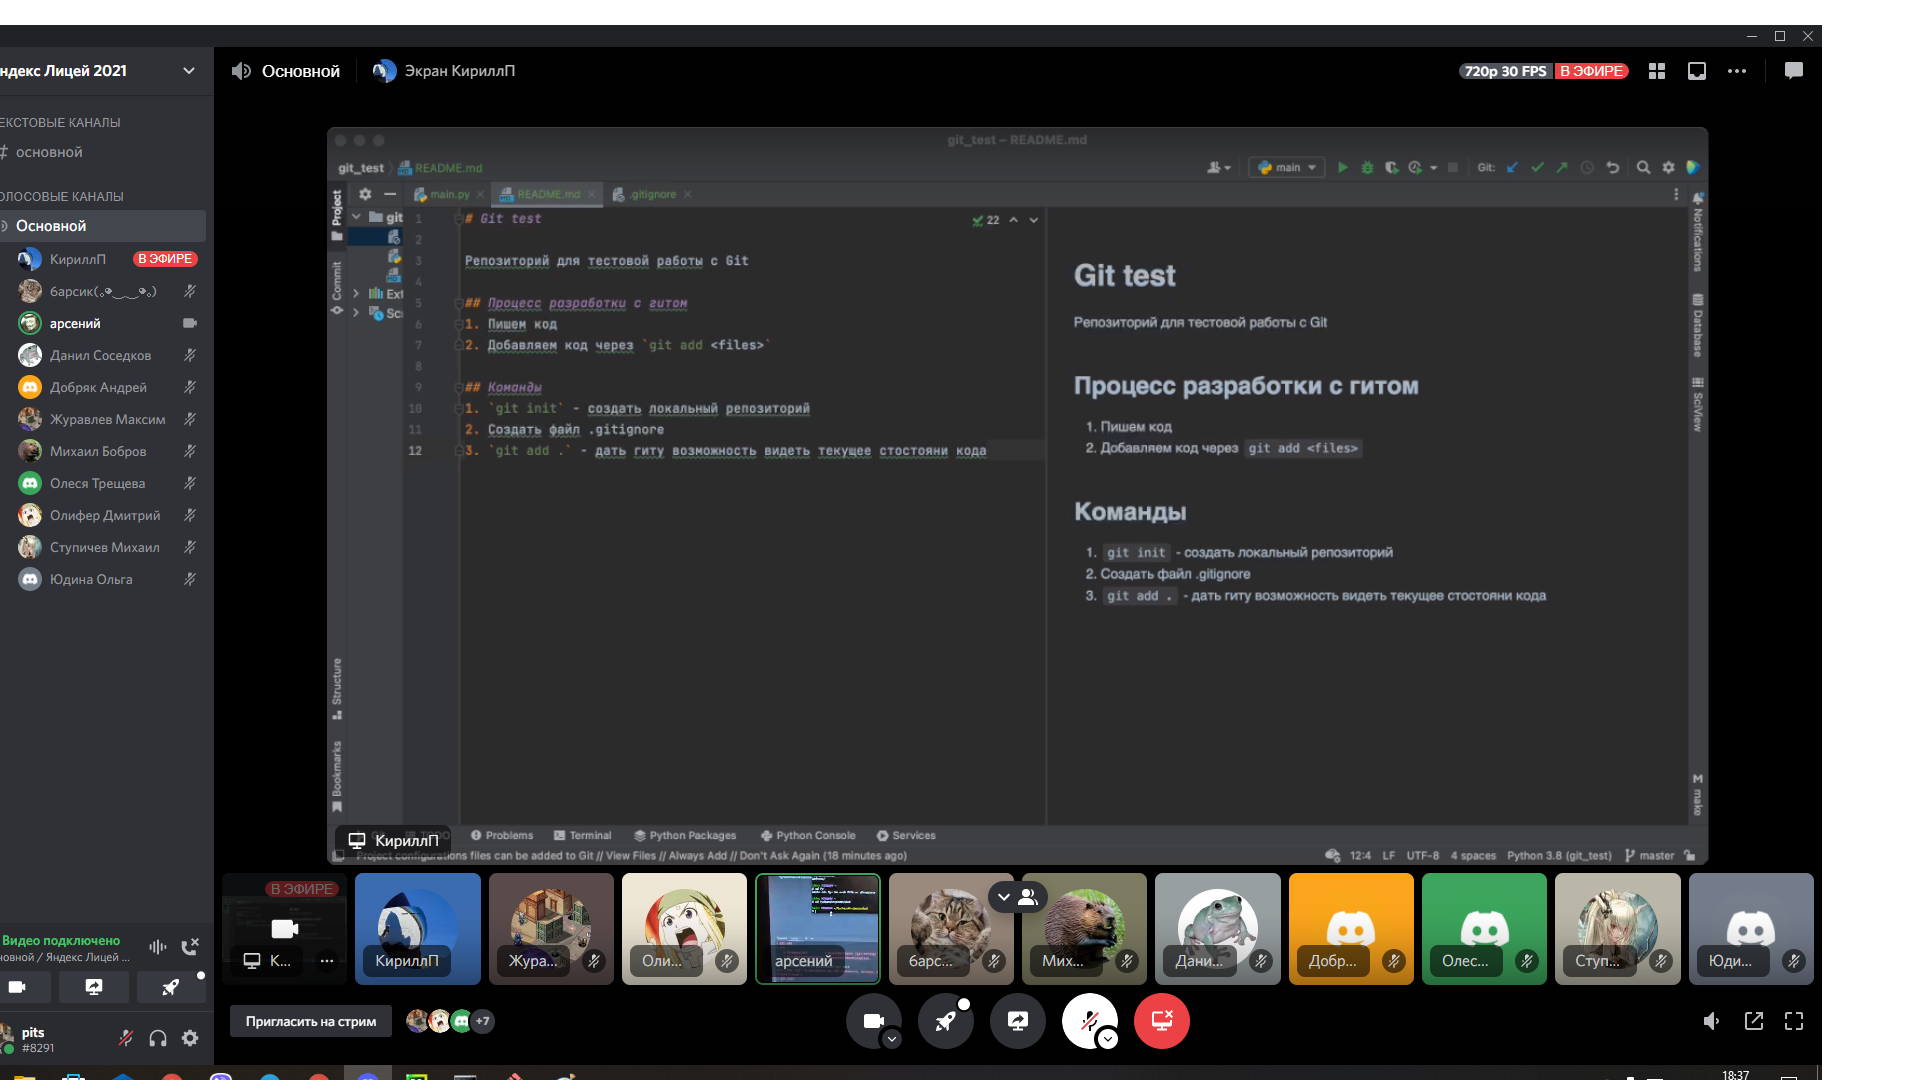 ндекс Лицей 2021
Основной
Экран КириллП
720p 30 FPS
В ЭФИРЕ
ЕКСТОВЫЕ КАНАЛЫ
# основной
ОЛОСОВЫЕ КАНАЛЫ
Основной
КириллП
В ЭФИРЕ
барсик(｡◕‿‿◕｡)
арсений
Данил Соседков
Добряк Андрей
Журавлев Максим
Михаил Бобров
Олеся Трещева
Олифер Дмитрий
Ступичев Михаил
Юдина Ольга
git_test – README.md
git_test
README.md
main
Git:
Project
Commit
Structure
Bookmarks
main.py
README.md
.gitignore
git
Ext
Sc
22
1 # Git test
2
3 Репозиторий для тестовой работы с Git
4
5 ## Процесс разработки с гитом
6 1. Пишем код
7 2. Добавляем код через `git add <files>`
8
9 ## Команды
10 1. `git init` - создать локальный репозиторий
11 2. Создать файл .gitignore
12 3. `git add .` - дать гиту возможность видеть текущее стостояни кода
Git test
Репозиторий для тестовой работы с Git
Процесс разработки с гитом
1. Пишем код
2. Добавляем код через git add <files>
Команды
1. git init - создать локальный репозиторий
2. Создать файл .gitignore
3. git add . - дать гиту возможность видеть текущее стостояни кода
Notifications
Database
SciView
M make
TODO
Problems
Terminal
Python Packages
Python Console
Services
КириллП
Project configurations files can be added to Git // View Files // Always Add // Don't Ask Again (18 minutes ago)
12:4
LF
UTF-8
4 spaces
Python 3.8 (git_test)
master
В ЭФИРЕ
К...
КириллП
Жура...
Оли...
арсений
барс...
Мих...
Дани...
Добр...
Олес...
Ступ...
Юди...
Видео подключено
новной / Яндекс Лицей ...
pits
#8291
Пригласить на стрим
+7
18:37